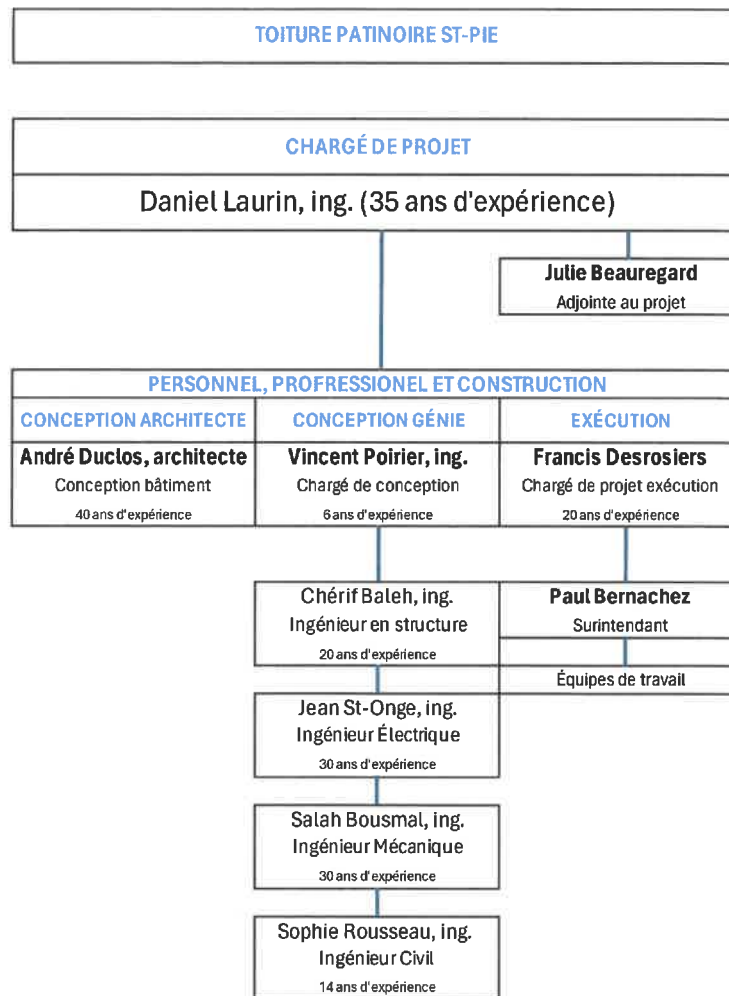 TOITURE PATINOIRE ST-PIE
CHARGÉ DE PROJET
Daniel Laurin, ing. (35 ans d'expérience)
Julie Beauregard
Adjointe au projet
PERSONNEL, PROFRESSIONEL ET CONSTRUCTION
CONCEPTION ARCHITECTE
André Duclos, architecte
Conception bâtiment
40 ans d'expérience
CONCEPTION GÉNIE
Vincent Poirier, ing.
Chargé de conception
6 ans d'expérience
EXÉCUTION
Francis Desrosiers
Chargé de projet exécution
20 ans d'expérience
Chérif Baleh, ing.
Ingénieur en structure
20 ans d'expérience
Jean St-Onge, ing.
Ingénieur Électrique
30 ans d'expérience
Salah Bousmal, ing.
Ingénieur Mécanique
30 ans d'expérience
Sophie Rousseau, ing.
Ingénieur Civil
14 ans d'expérience
Paul Bernachez
Surintendant
Équipes de travail